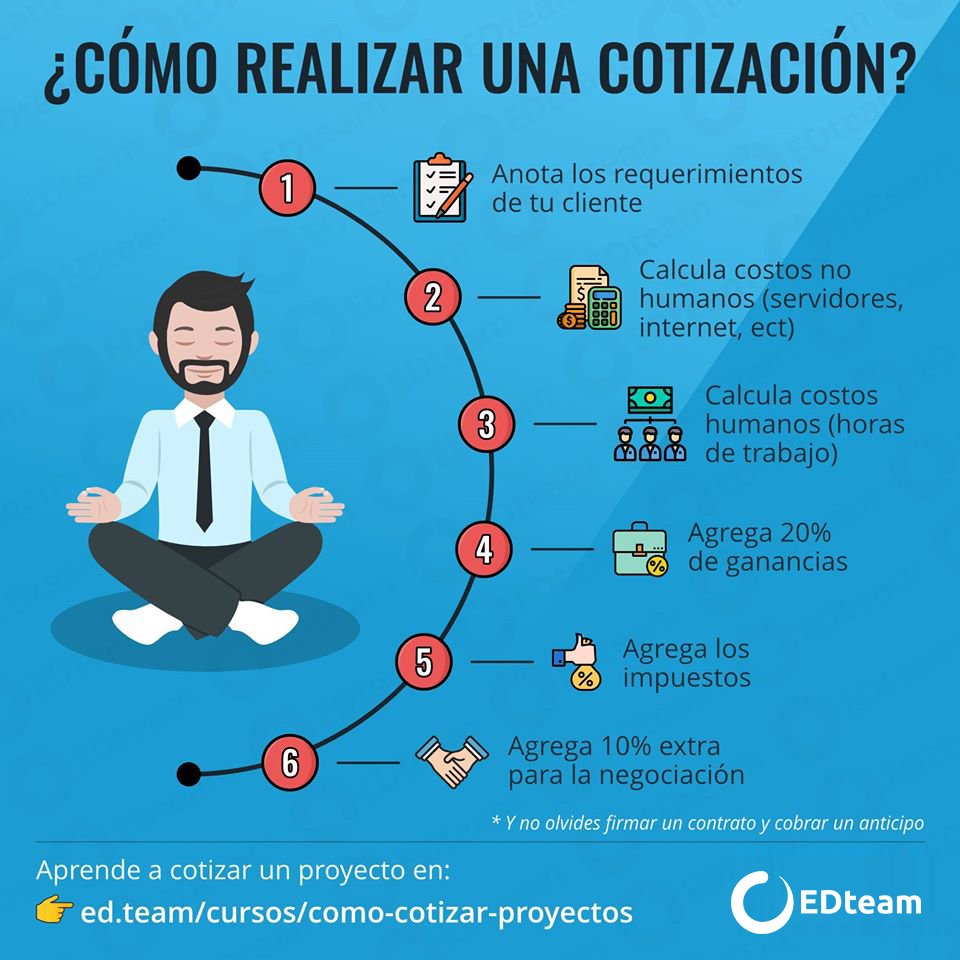 ¿CÓMO REALIZAR UNA COTIZACIÓN?
1
Anota los requerimientos
de tu cliente
2
Calcula costos no
humanos (servidores,
internet, ect)
3
Calcula costos
humanos (horas
de trabajo)
4
Agrega 20%
de ganancias
5
Agrega los
impuestos
6
Agrega 10% extra
para la negociación
* Y no olvides firmar un contrato y cobrar un anticipo
Aprende a cotizar un proyecto en:
ed.team/cursos/como-cotizar-proyectos
EDteam